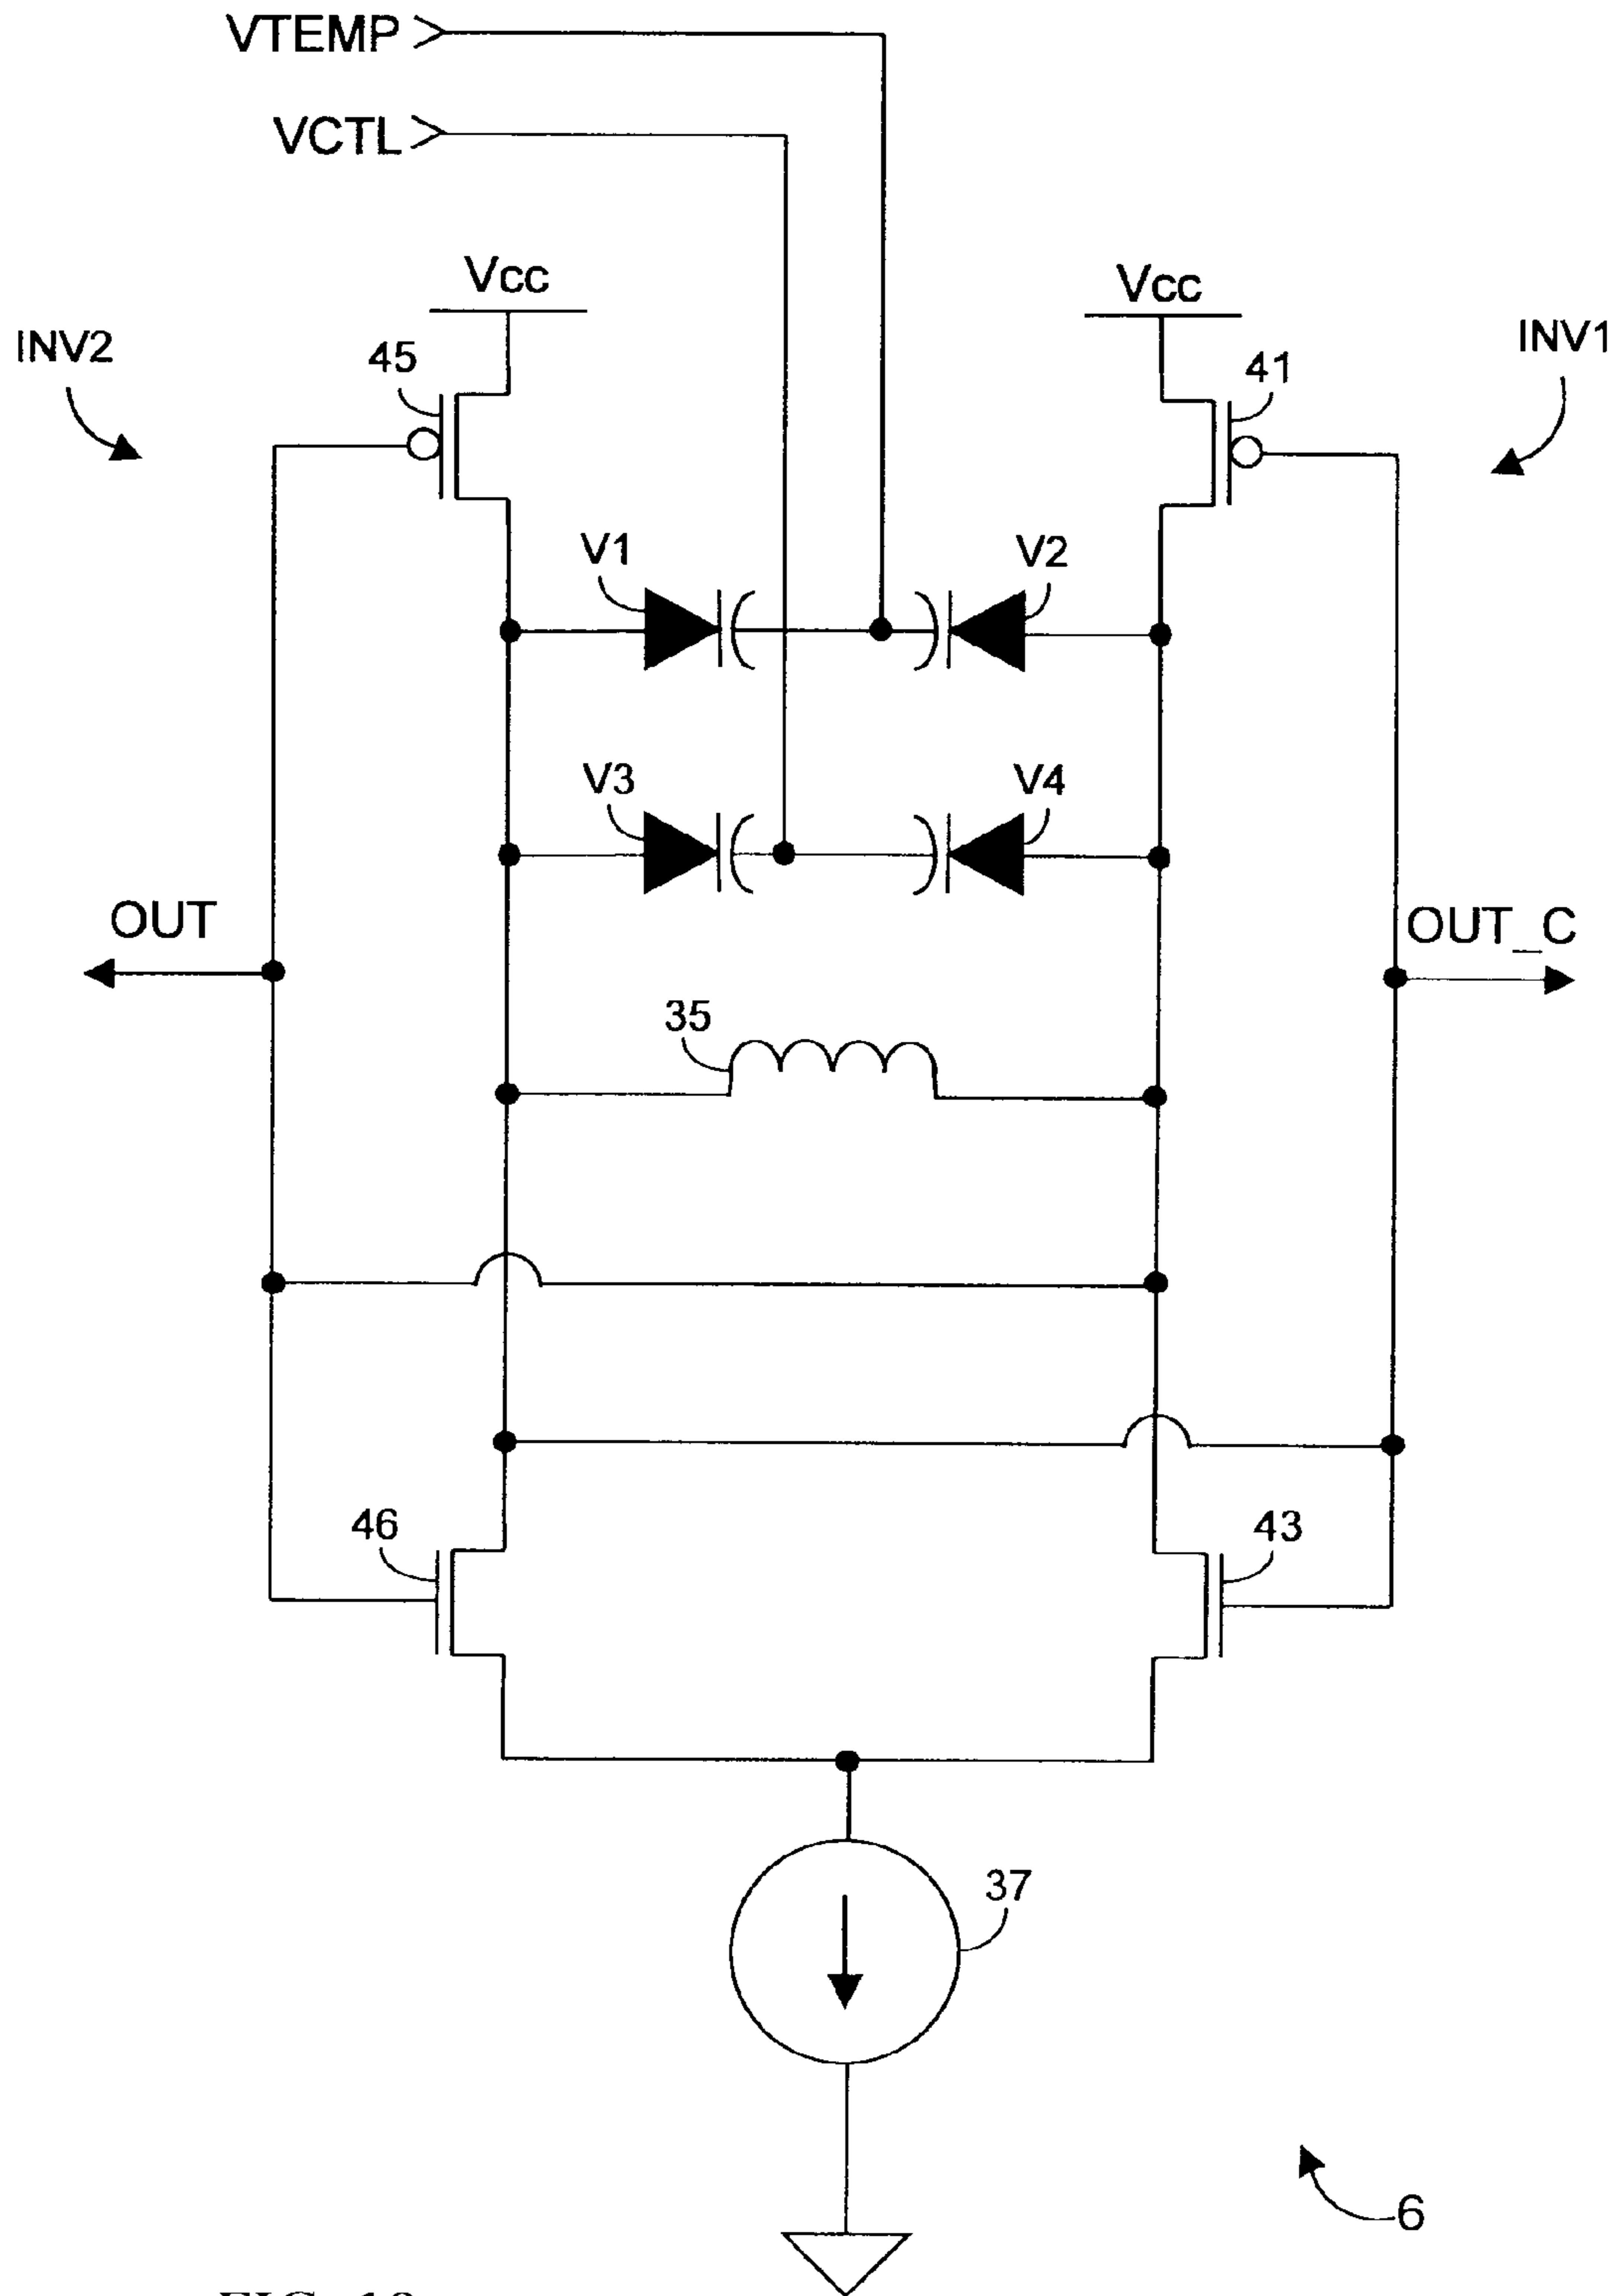 VTEMP
VCTL
Vcc
Vcc
INV2
INV1
45
41
V1
V2
V3
V4
OUT
OUT_C
35
46
43
37
6